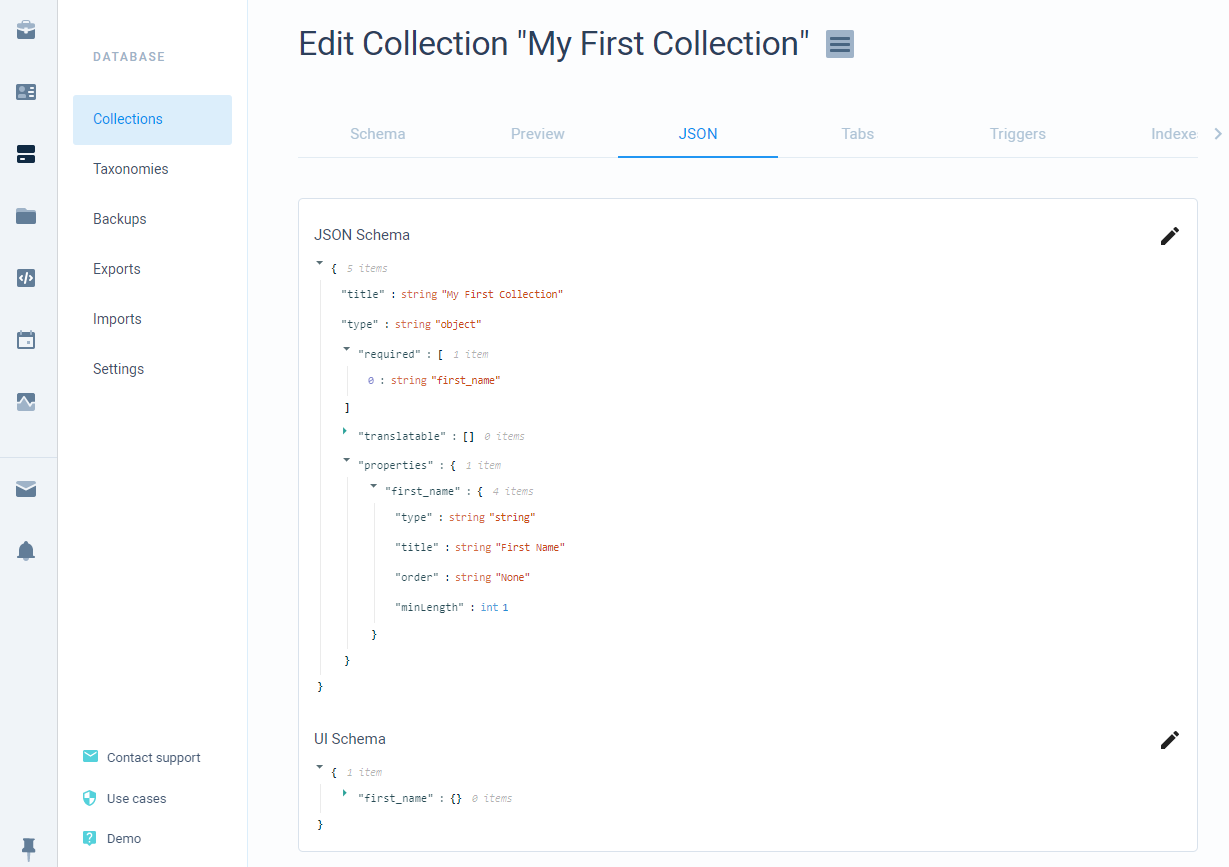 DATABASE
Collections
Taxonomies
Backups
Exports
Imports
Settings
Contact support
Use cases
Demo
Edit Collection "My First Collection"
Schema Preview JSON Tabs Triggers Indexe
JSON Schema
{ 5 items
"title" : string "My First Collection"
"type" : string "object"
"required" : [ 1 item
0 : string "first_name"
]
"translatable" : [] 0 items
"properties" : { 1 item
"first_name" : { 4 items
"type" : string "string"
"title" : string "First Name"
"order" : string "None"
"minLength" : int 1
}
}
}
UI Schema
{ 1 item
"first_name" : {} 0 items
}